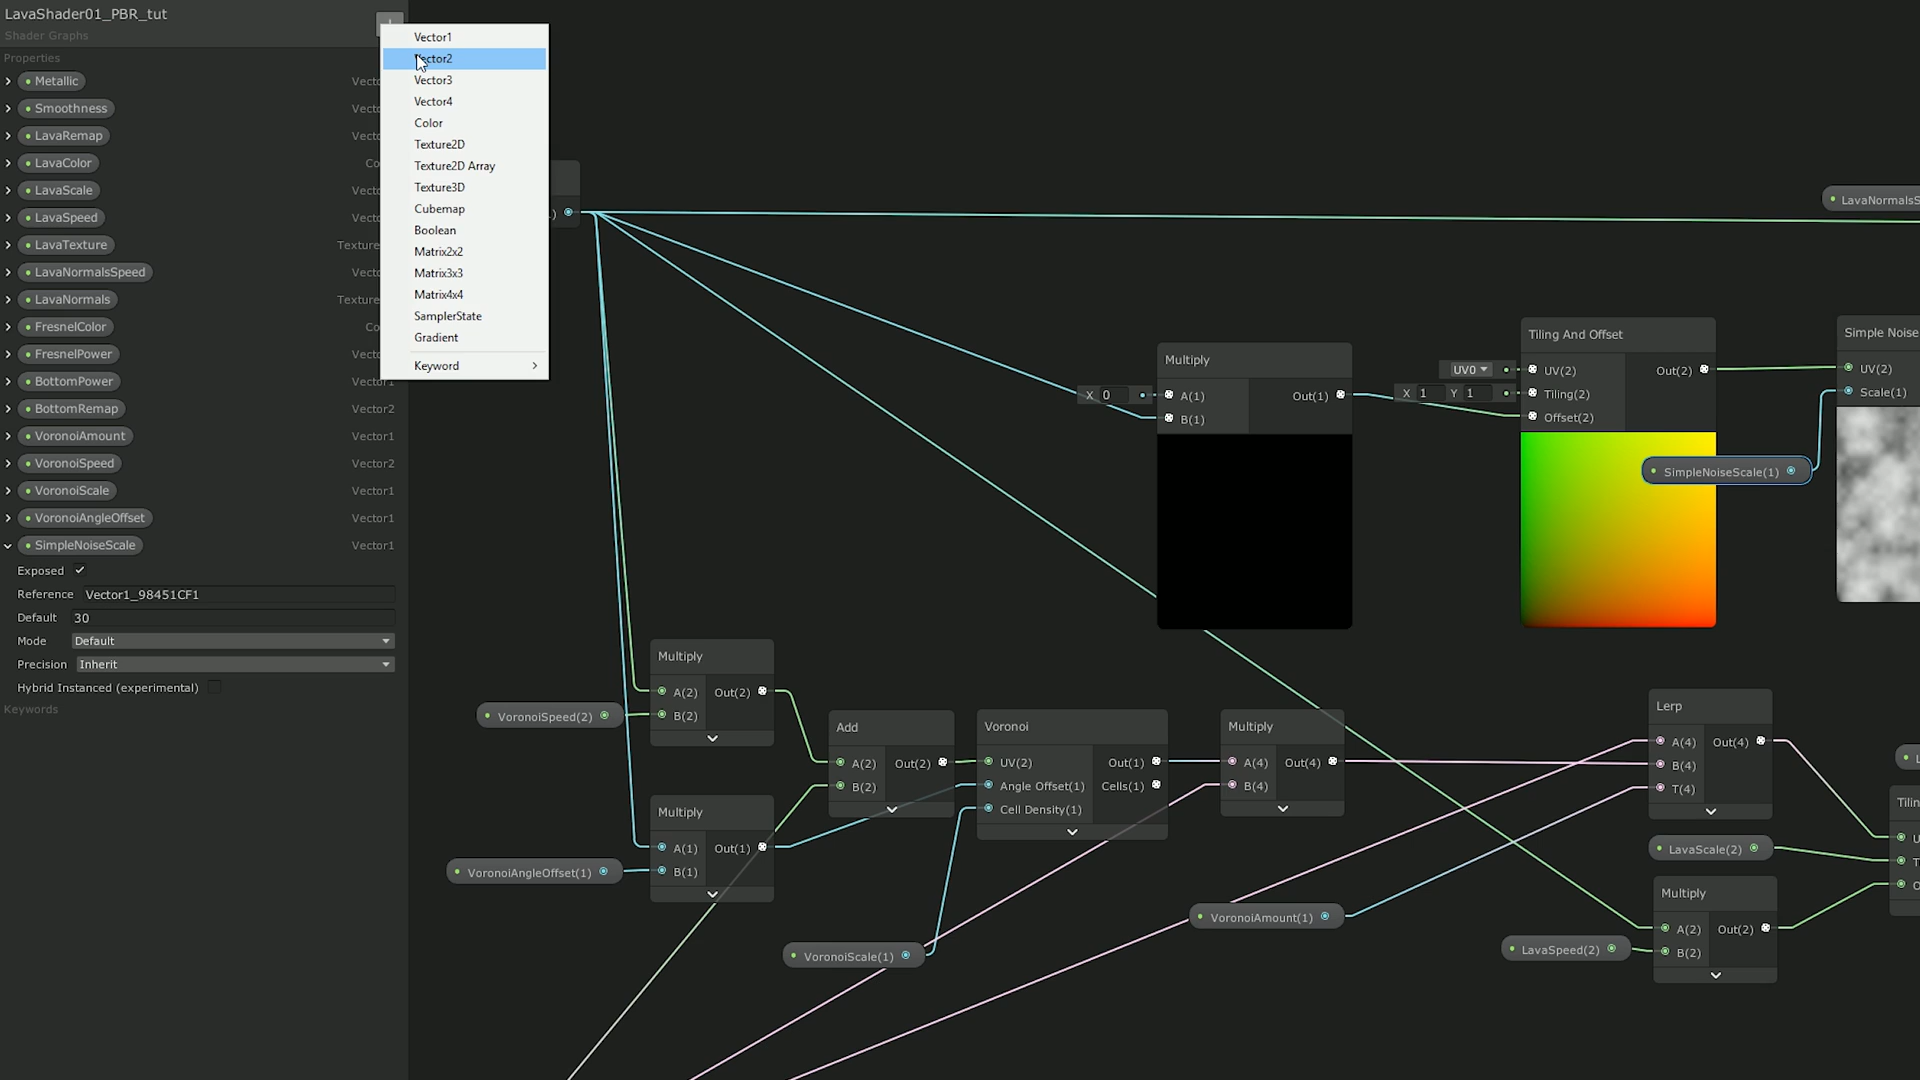 LavaShader01_PBR_tut
Shader Graphs
Properties
Metallic
Smoothness
LavaRemap
LavaColor
LavaScale
LavaSpeed
LavaTexture
LavaNormalsSpeed
LavaNormals
FresnelColor
FresnelPower
BottomPower Vector1
BottomRemap Vector2
VoronoiAmount Vector1
VoronoiSpeed Vector2
VoronoiScale Vector1
VoronoiAngleOffset Vector1
SimpleNoiseScale Vector1
Exposed
Reference Vector1_98451CF1
Default 30
Mode Default
Precision Inherit
Hybrid Instanced (experimental)
Keywords
Vector1
Vector2
Vector3
Vector4
Color
Texture2D
Texture2D Array
Texture3D
Cubemap
Boolean
Matrix2x2
Matrix3x3
Matrix4x4
SamplerState
Gradient
Keyword
LavaNormalsS
Multiply
X 0
A(1) Out(1)
B(1)
Tiling And Offset
UV0
UV(2) Out(2)
X 1 Y 1
Tiling(2)
Offset(2)
SimpleNoiseScale(1)
Simple Noise
UV(2)
Scale(1)
Multiply
A(2) Out(2)
B(2)
VoronoiSpeed(2)
Multiply
A(1) Out(1)
B(1)
VoronoiAngleOffset(1)
Add
A(2) Out(2)
B(2)
Voronoi
UV(2) Out(1)
Angle Offset(1) Cells(1)
Cell Density(1)
VoronoiScale(1)
Multiply
A(4) Out(4)
B(4)
VoronoiAmount(1)
Lerp
A(4) Out(4)
B(4)
T(4)
LavaScale(2)
Multiply
A(2) Out(2)
B(2)
LavaSpeed(2)
Tilin